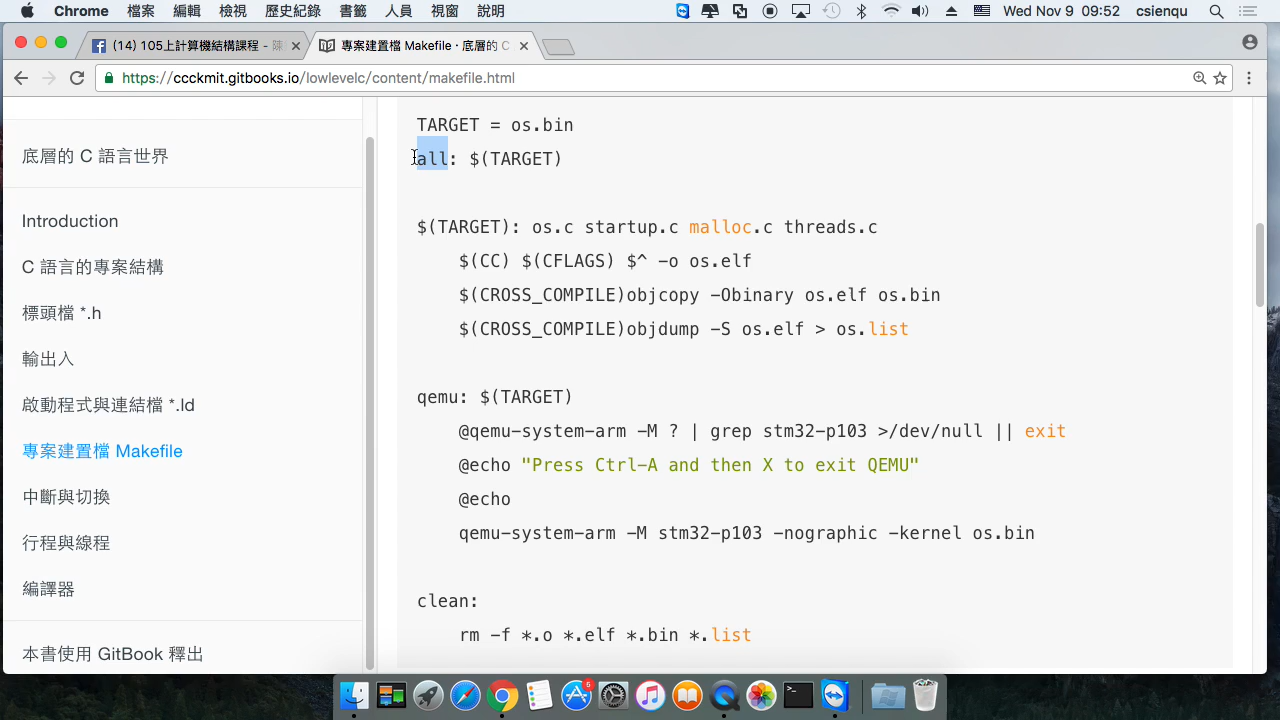 Chrome 檔案 編輯 檢視 歷史紀錄 書籤 人員 視窗 說明 Wed Nov 9 09:52 csienqu
(14) 105上計算機結構課程 - 陳
專案建置檔 Makefile · 底層的 C
https://ccckmit.gitbooks.io/lowlevelc/content/makefile.html
底層的 C 語言世界
Introduction
C 語言的專案結構
標頭檔 *.h
輸出入
啟動程式與連結檔 *.ld
專案建置檔 Makefile
中斷與切換
行程與線程
編譯器
本書使用 GitBook 釋出
TARGET = os.bin
all: $(TARGET)
$(TARGET): os.c startup.c malloc.c threads.c
$(CC) $(CFLAGS) $^ -o os.elf
$(CROSS_COMPILE)objcopy -Obinary os.elf os.bin
$(CROSS_COMPILE)objdump -S os.elf > os.list
qemu: $(TARGET)
@qemu-system-arm -M ? | grep stm32-p103 >/dev/null || exit
@echo "Press Ctrl-A and then X to exit QEMU"
@echo
qemu-system-arm -M stm32-p103 -nographic -kernel os.bin
clean:
rm -f *.o *.elf *.bin *.list